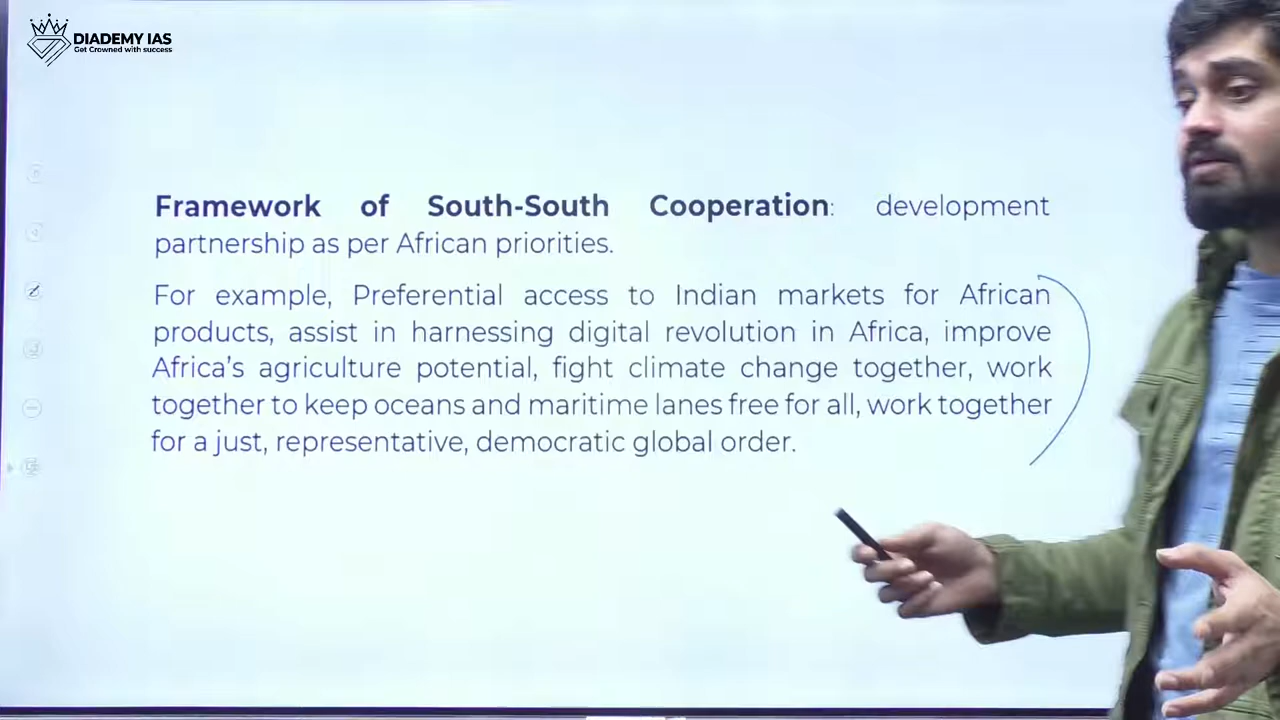 DIADEMY IAS
Get Crowned with success
Framework of South-South Cooperation: development
partnership as per African priorities.
For example, Preferential access to Indian markets for African
products, assist in harnessing digital revolution in Africa, improve
Africa's agriculture potential, fight climate change together, work
together to keep oceans and maritime lanes free for all, work together
for a just, representative, democratic global order.